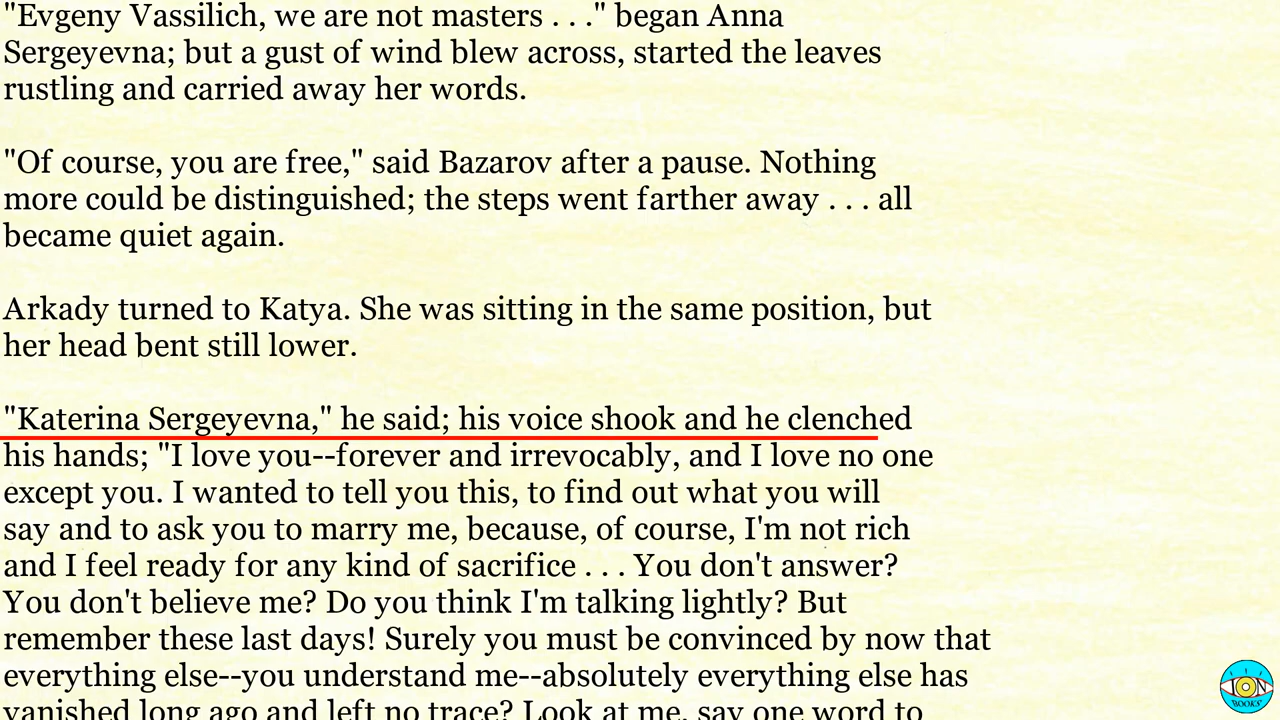 "Evgeny Vassilich, we are not masters . . ." began Anna
Sergeyevna; but a gust of wind blew across, started the leaves
rustling and carried away her words.
"Of course, you are free," said Bazarov after a pause. Nothing
more could be distinguished; the steps went farther away . . . all
became quiet again.
Arkady turned to Katya. She was sitting in the same position, but
her head bent still lower.
"Katerina Sergeyevna," he said; his voice shook and he clenched
his hands; "I love you--forever and irrevocably, and I love no one
except you. I wanted to tell you this, to find out what you will
say and to ask you to marry me, because, of course, I'm not rich
and I feel ready for any kind of sacrifice . . . You don't answer?
You don't believe me? Do you think I'm talking lightly? But
remember these last days! Surely you must be convinced by now that
everything else--you understand me--absolutely everything else has
vanished long ago and left no trace? Look at me, say one word to
ION
BOOKS